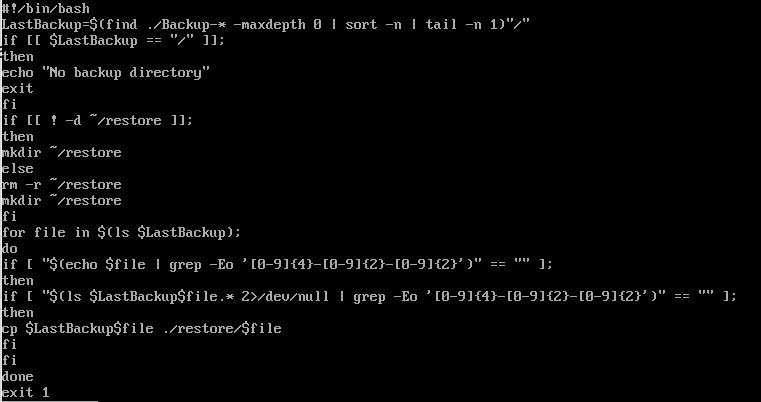 #!/bin/bash
LastBackup=$(find ./Backup-* -maxdepth 0 | sort -n | tail -n 1)"/"
if [[ $LastBackup == "/" ]];
then
echo "No backup directory"
exit
fi
if [[ ! -d ~/restore ]];
then
mkdir ~/restore
else
rm -r ~/restore
mkdir ~/restore
fi
for file in $(ls $LastBackup);
do
if [ "$(echo $file | grep -Eo '[0-9]{4}-[0-9]{2}-[0-9]{2}')" == "" ];
then
if [ "$(ls $LastBackup$file.* 2>/dev/null | grep -Eo '[0-9]{4}-[0-9]{2}-[0-9]{2}')" == "" ];
then
cp $LastBackup$file ./restore/$file
fi
fi
done
exit 1